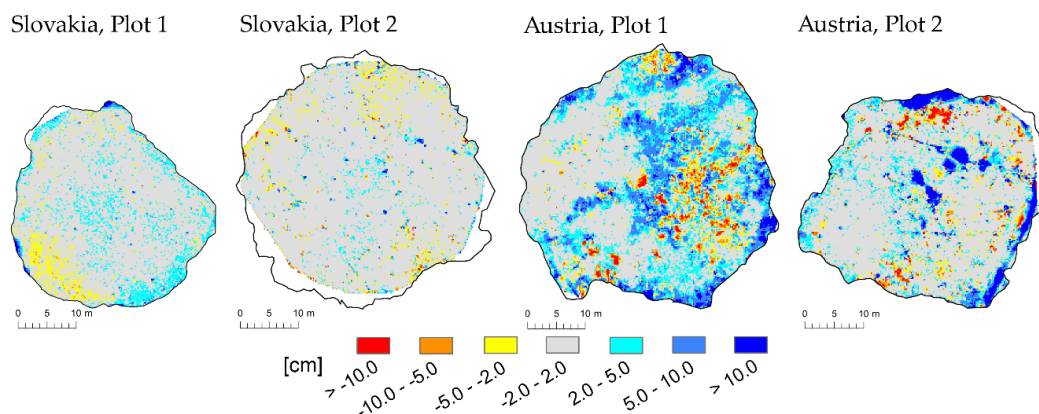 Slovakia, Plot 1 Slovakia, Plot 2 Austria, Plot 1 Austria, Plot 2
0 5 10 m 0 5 10 m 0 5 10 m 0 5 10 m
[cm] > -10.0 -10.0 - -5.0 -5.0 - -2.0 -2.0 - 2.0 2.0 - 5.0 5.0 - 10.0 > 10.0